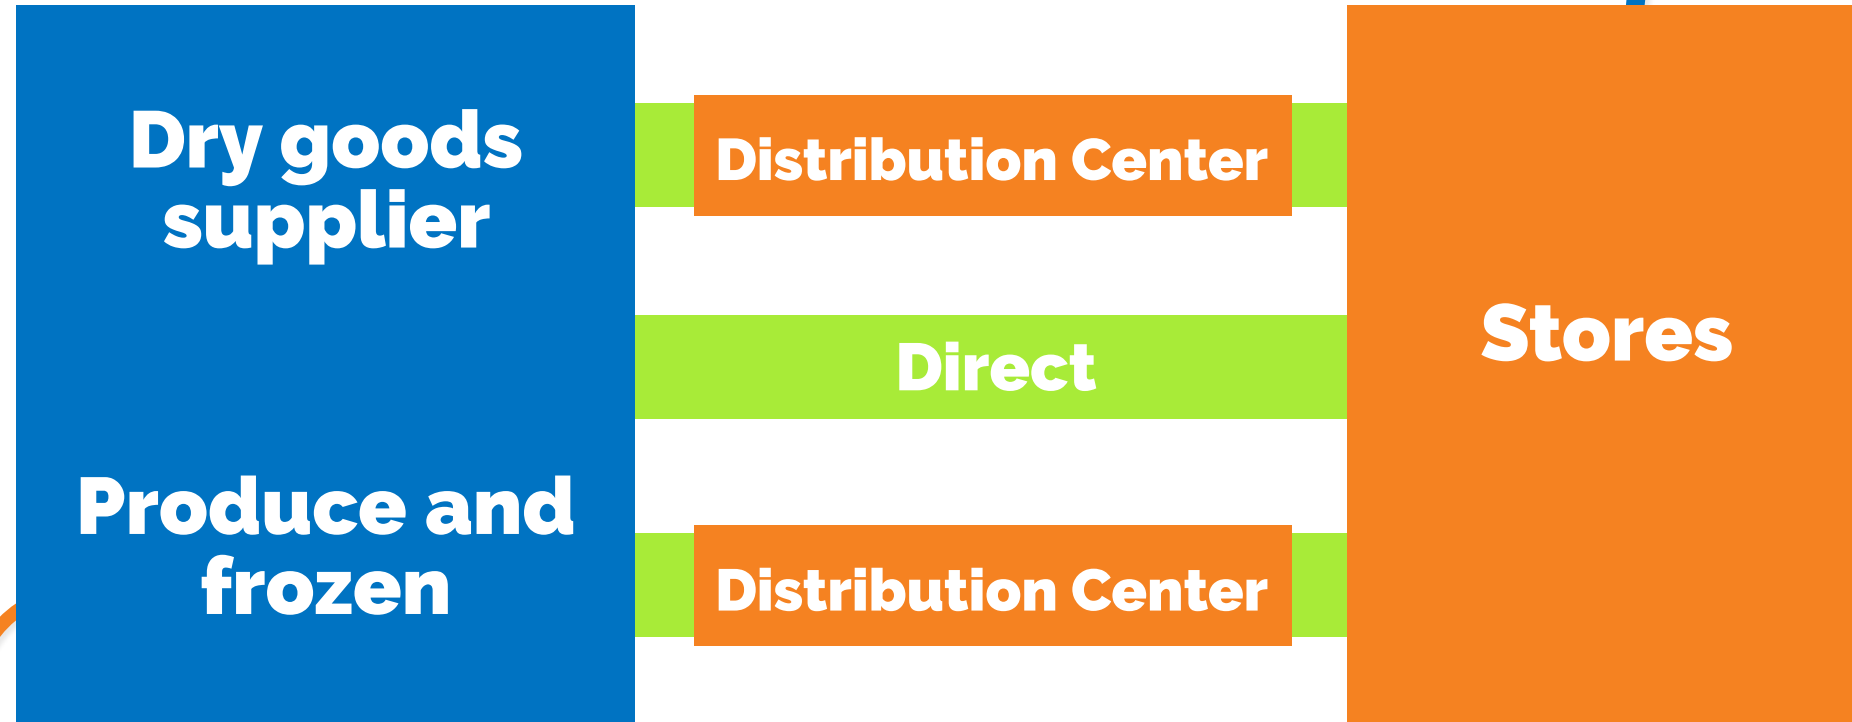 Dry goods
supplier
Distribution Center
Direct
Stores
Produce and
frozen
Distribution Center